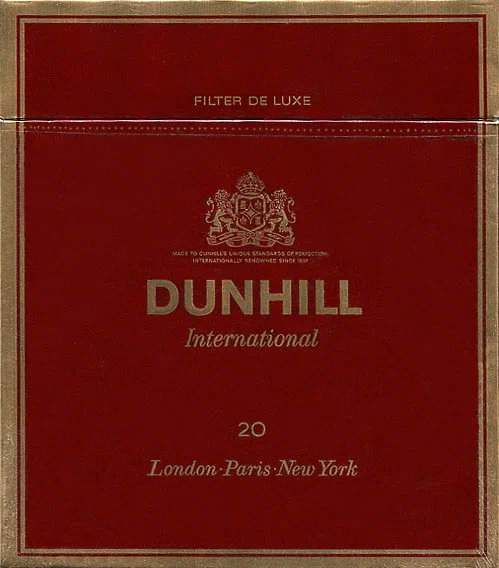 FILTER DE LUXE
MADE TO DUNHILL'S UNIQUE STANDARDS OF PERFECTION.
INTERNATIONALLY RENOWNED SINCE 1907
DUNHILL
International
20
London·Paris·New York